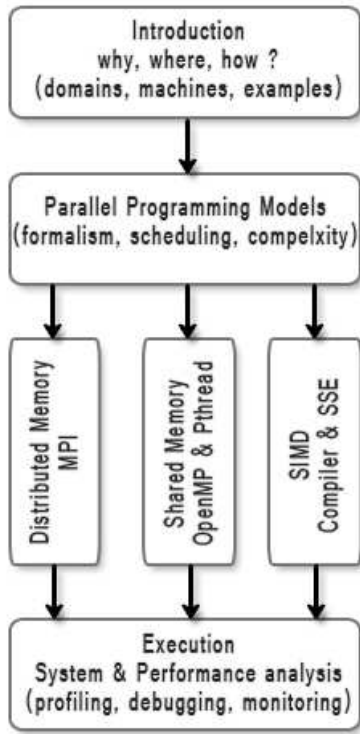 Introduction
why, where, how ?
(domains, machines, examples)
Parallel Programming Models
(formalism, scheduling, compelxity)
Distributed Memory
MPI
Shared Memory
OpenMP & Pthread
SIMD
Compiler & SSE
Execution
System & Performance analysis
(profiling, debugging, monitoring)